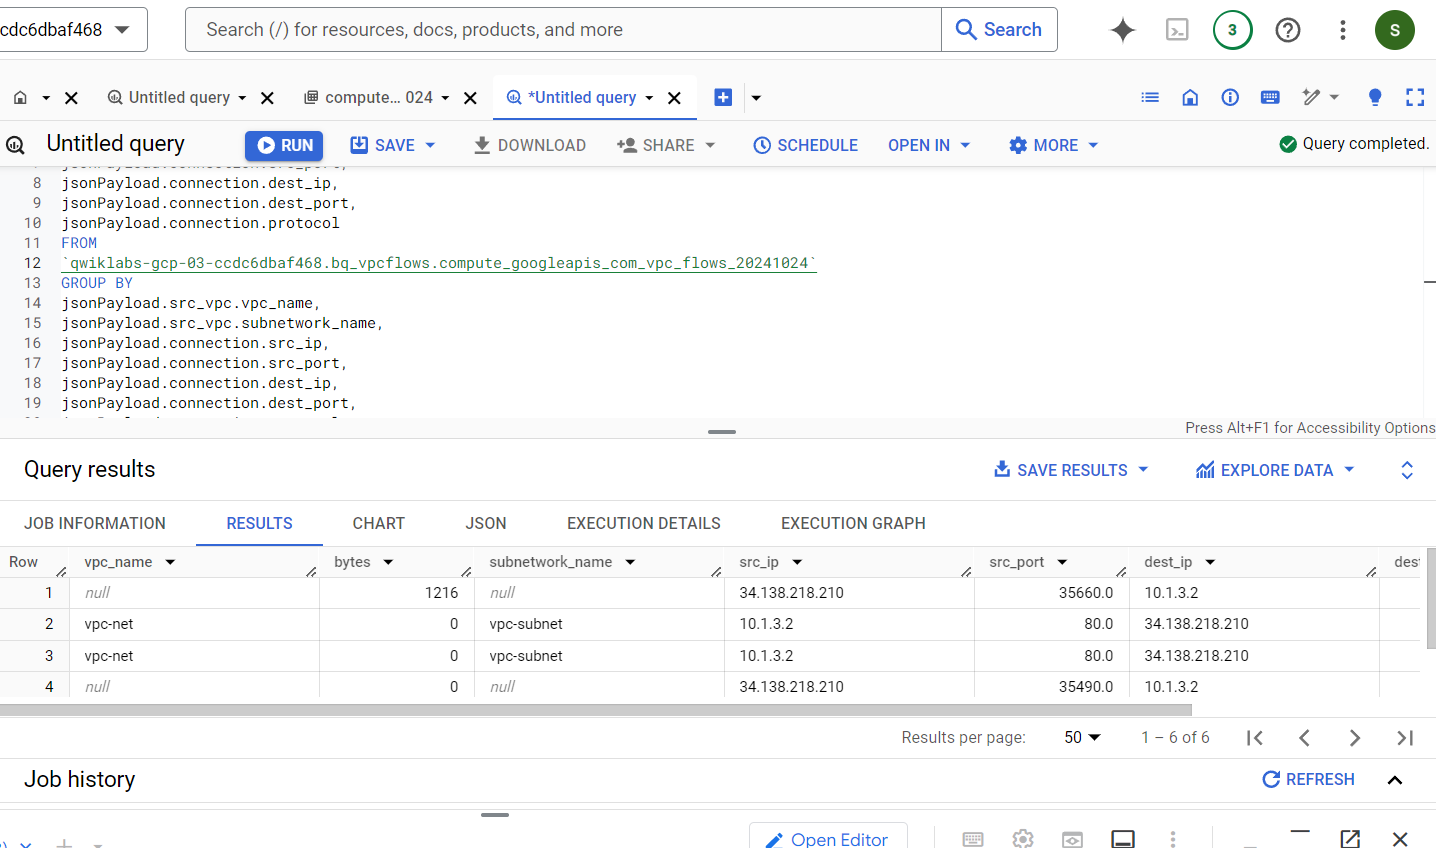 cdc6dbaf468
Search (/) for resources, docs, products, and more
Search
3
S
Untitled query
compute... 024
*Untitled query
Untitled query
RUN
SAVE
DOWNLOAD
SHARE
SCHEDULE
OPEN IN
MORE
Query completed.
8 jsonPayload.connection.dest_ip,
9 jsonPayload.connection.dest_port,
10 jsonPayload.connection.protocol
11 FROM
12 `qwiklabs-gcp-03-ccdc6dbaf468.bq_vpcflows.compute_googleapis_com_vpc_flows_20241024`
13 GROUP BY
14 jsonPayload.src_vpc.vpc_name,
15 jsonPayload.src_vpc.subnetwork_name,
16 jsonPayload.connection.src_ip,
17 jsonPayload.connection.src_port,
18 jsonPayload.connection.dest_ip,
19 jsonPayload.connection.dest_port,
Press Alt+F1 for Accessibility Options
Query results
SAVE RESULTS
EXPLORE DATA
JOB INFORMATION RESULTS CHART JSON EXECUTION DETAILS EXECUTION GRAPH
Row vpc_name bytes subnetwork_name src_ip src_port dest_ip dest
1 null 1216 null 34.138.218.210 35660.0 10.1.3.2
2 vpc-net 0 vpc-subnet 10.1.3.2 80.0 34.138.218.210
3 vpc-net 0 vpc-subnet 10.1.3.2 80.0 34.138.218.210
4 null 0 null 34.138.218.210 35490.0 10.1.3.2
Results per page: 50 1 – 6 of 6
Job history
REFRESH
Open Editor